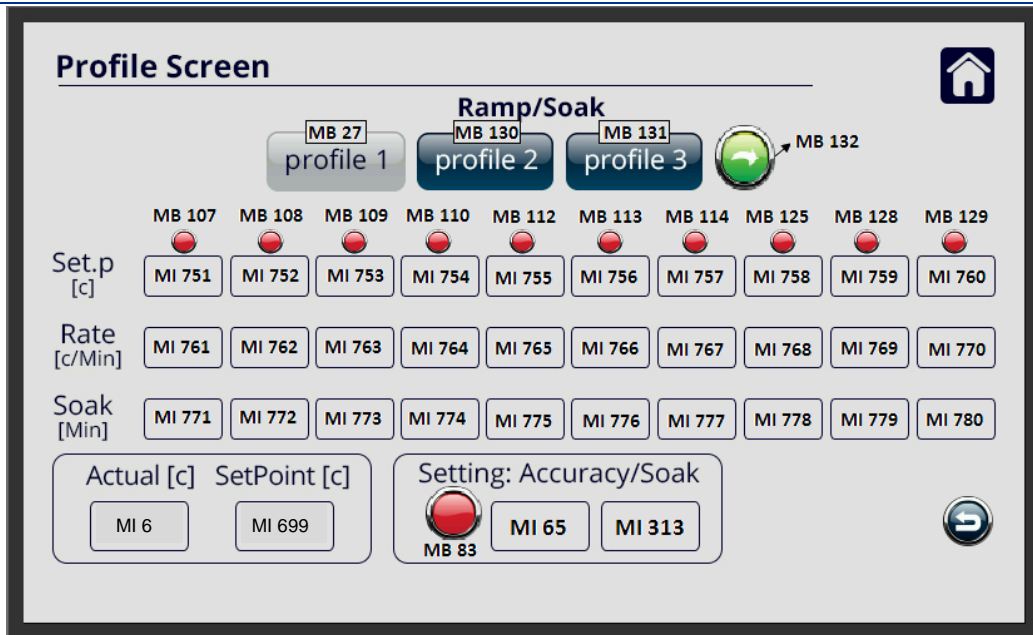 Profile Screen
Ramp/Soak
MB 27 MB 130 MB 131
MB 132
profile 1 profile 2 profile 3
MB 107 MB 108 MB 109 MB 110 MB 112 MB 113 MB 114 MB 125 MB 128 MB 129
Set.p
[c]
MI 751 MI 752 MI 753 MI 754 MI 755 MI 756 MI 757 MI 758 MI 759 MI 760
Rate
[c/Min]
MI 761 MI 762 MI 763 MI 764 MI 765 MI 766 MI 767 MI 768 MI 769 MI 770
Soak
[Min]
MI 771 MI 772 MI 773 MI 774 MI 775 MI 776 MI 777 MI 778 MI 779 MI 780
Actual [c] SetPoint [c]
MI 6 MI 699
Setting: Accuracy/Soak
MI 65 MI 313
MB 83